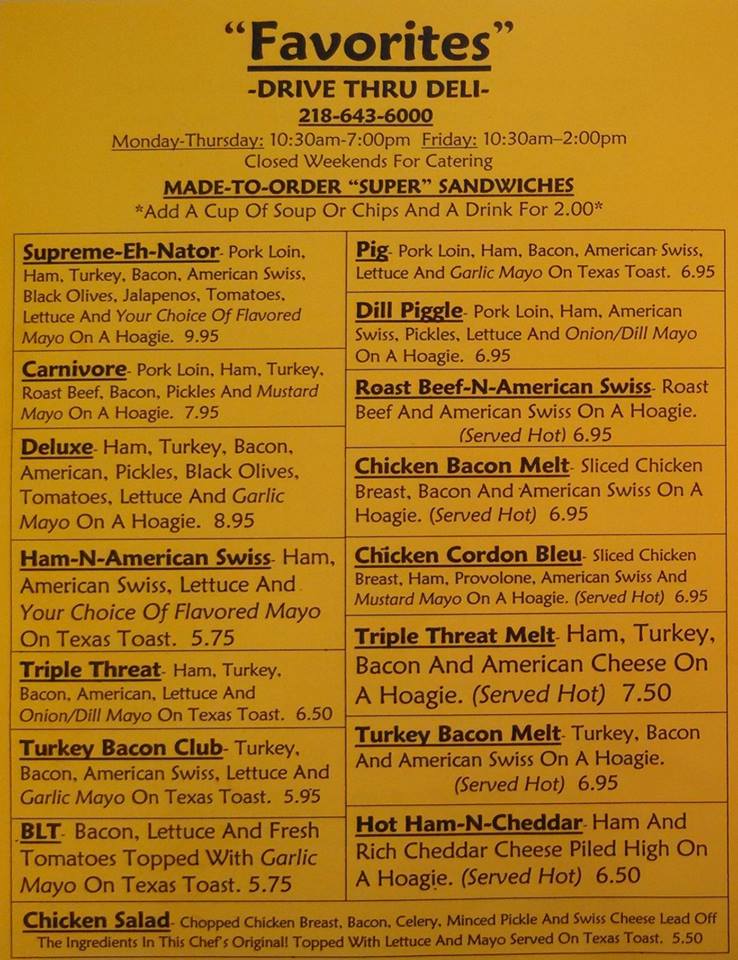 “Favorites”
-DRIVE THRU DELI-
218-643-6000
Monday-Thursday: 10:30am-7:00pm Friday: 10:30am–2:00pm
Closed Weekends For Catering
MADE-TO-ORDER “SUPER” SANDWICHES
*Add A Cup Of Soup Or Chips And A Drink For 2.00*
Supreme-Eh-Nator- Pork Loin,
Ham, Turkey, Bacon, American Swiss,
Black Olives, Jalapenos, Tomatoes,
Lettuce And Your Choice Of Flavored
Mayo On A Hoagie. 9.95
Carnivore- Pork Loin, Ham, Turkey,
Roast Beef, Bacon, Pickles And Mustard
Mayo On A Hoagie. 7.95
Deluxe- Ham, Turkey, Bacon,
American, Pickles, Black Olives,
Tomatoes, Lettuce And Garlic
Mayo On A Hoagie. 8.95
Ham-N-American Swiss- Ham,
American Swiss, Lettuce And
Your Choice Of Flavored Mayo
On Texas Toast. 5.75
Triple Threat- Ham, Turkey,
Bacon, American, Lettuce And
Onion/Dill Mayo On Texas Toast. 6.50
Turkey Bacon Club- Turkey,
Bacon, American Swiss, Lettuce And
Garlic Mayo On Texas Toast. 5.95
BLT- Bacon, Lettuce And Fresh
Tomatoes Topped With Garlic
Mayo On Texas Toast. 5.75
Pig- Pork Loin, Ham, Bacon, American Swiss,
Lettuce And Garlic Mayo On Texas Toast. 6.95
Dill Piggle- Pork Loin, Ham, American
Swiss, Pickles, Lettuce And Onion/Dill Mayo
On A Hoagie. 6.95
Roast Beef-N-American Swiss- Roast
Beef And American Swiss On A Hoagie.
(Served Hot) 6.95
Chicken Bacon Melt- Sliced Chicken
Breast, Bacon And American Swiss On A
Hoagie. (Served Hot) 6.95
Chicken Cordon Bleu- Sliced Chicken
Breast, Ham, Provolone, American Swiss And
Mustard Mayo On A Hoagie. (Served Hot) 6.95
Triple Threat Melt- Ham, Turkey,
Bacon And American Cheese On
A Hoagie. (Served Hot) 7.50
Turkey Bacon Melt- Turkey, Bacon
And American Swiss On A Hoagie.
(Served Hot) 6.95
Hot Ham-N-Cheddar- Ham And
Rich Cheddar Cheese Piled High On
A Hoagie. (Served Hot) 6.50
Chicken Salad- Chopped Chicken Breast, Bacon, Celery, Minced Pickle And Swiss Cheese Lead Off
The Ingredients In This Chef's Original! Topped With Lettuce And Mayo Served On Texas Toast. 5.50